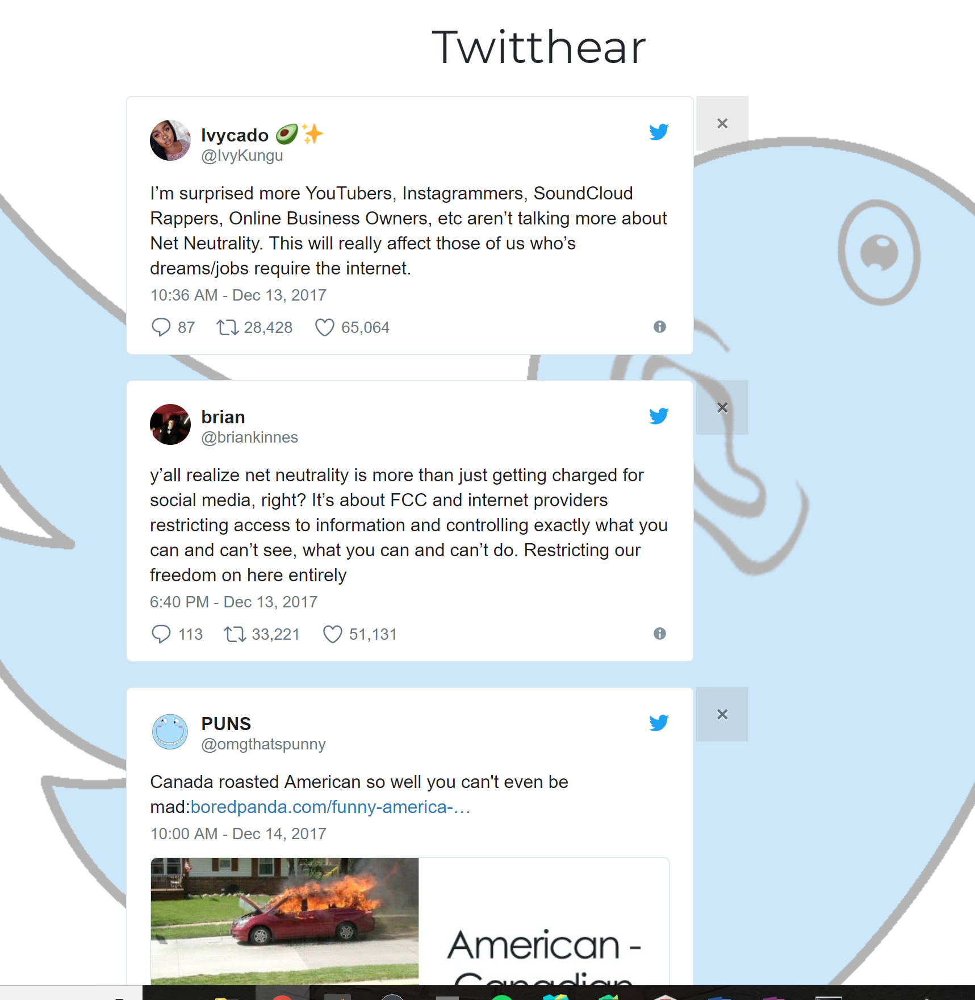 Twitthear
Ivycado 🥑✨
@IvyKungu
I’m surprised more YouTubers, Instagrammers, SoundCloud
Rappers, Online Business Owners, etc aren’t talking more about
Net Neutrality. This will really affect those of us who’s
dreams/jobs require the internet.
10:36 AM - Dec 13, 2017
87 28,428 65,064
×
brian
@briankinnes
y’all realize net neutrality is more than just getting charged for
social media, right? It’s about FCC and internet providers
restricting access to information and controlling exactly what you
can and can’t see, what you can and can’t do. Restricting our
freedom on here entirely
6:40 PM - Dec 13, 2017
113 33,221 51,131
×
PUNS
@omgthatspunny
Canada roasted American so well you can't even be
mad:boredpanda.com/funny-america-…
10:00 AM - Dec 14, 2017
×
American -
Canadian